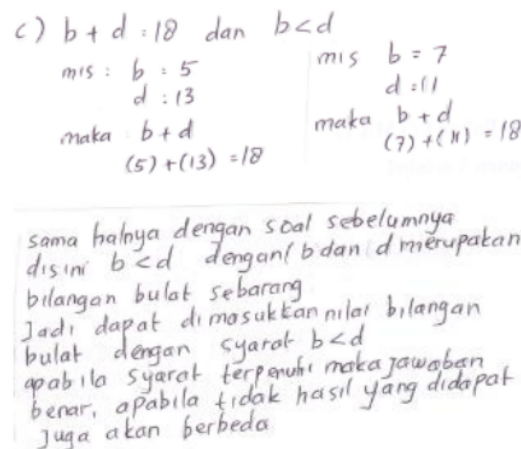 c) b + d : 18 dan b<d
mis : b : 5
d : 13
maka b + d
(5) + (13) = 18
mis b = 7
d = 11
maka b + d
(7) + (11) = 18
sama halnya dengan soal sebelumnya
disini b < d dengan b dan d merupakan
bilangan bulat sebarang
Jadi dapat dimasukkan nilai bilangan
bulat dengan syarat b<d
apabila syarat terpenuhi maka jawaban
benar, apabila tidak hasil yang didapat
juga akan berbeda